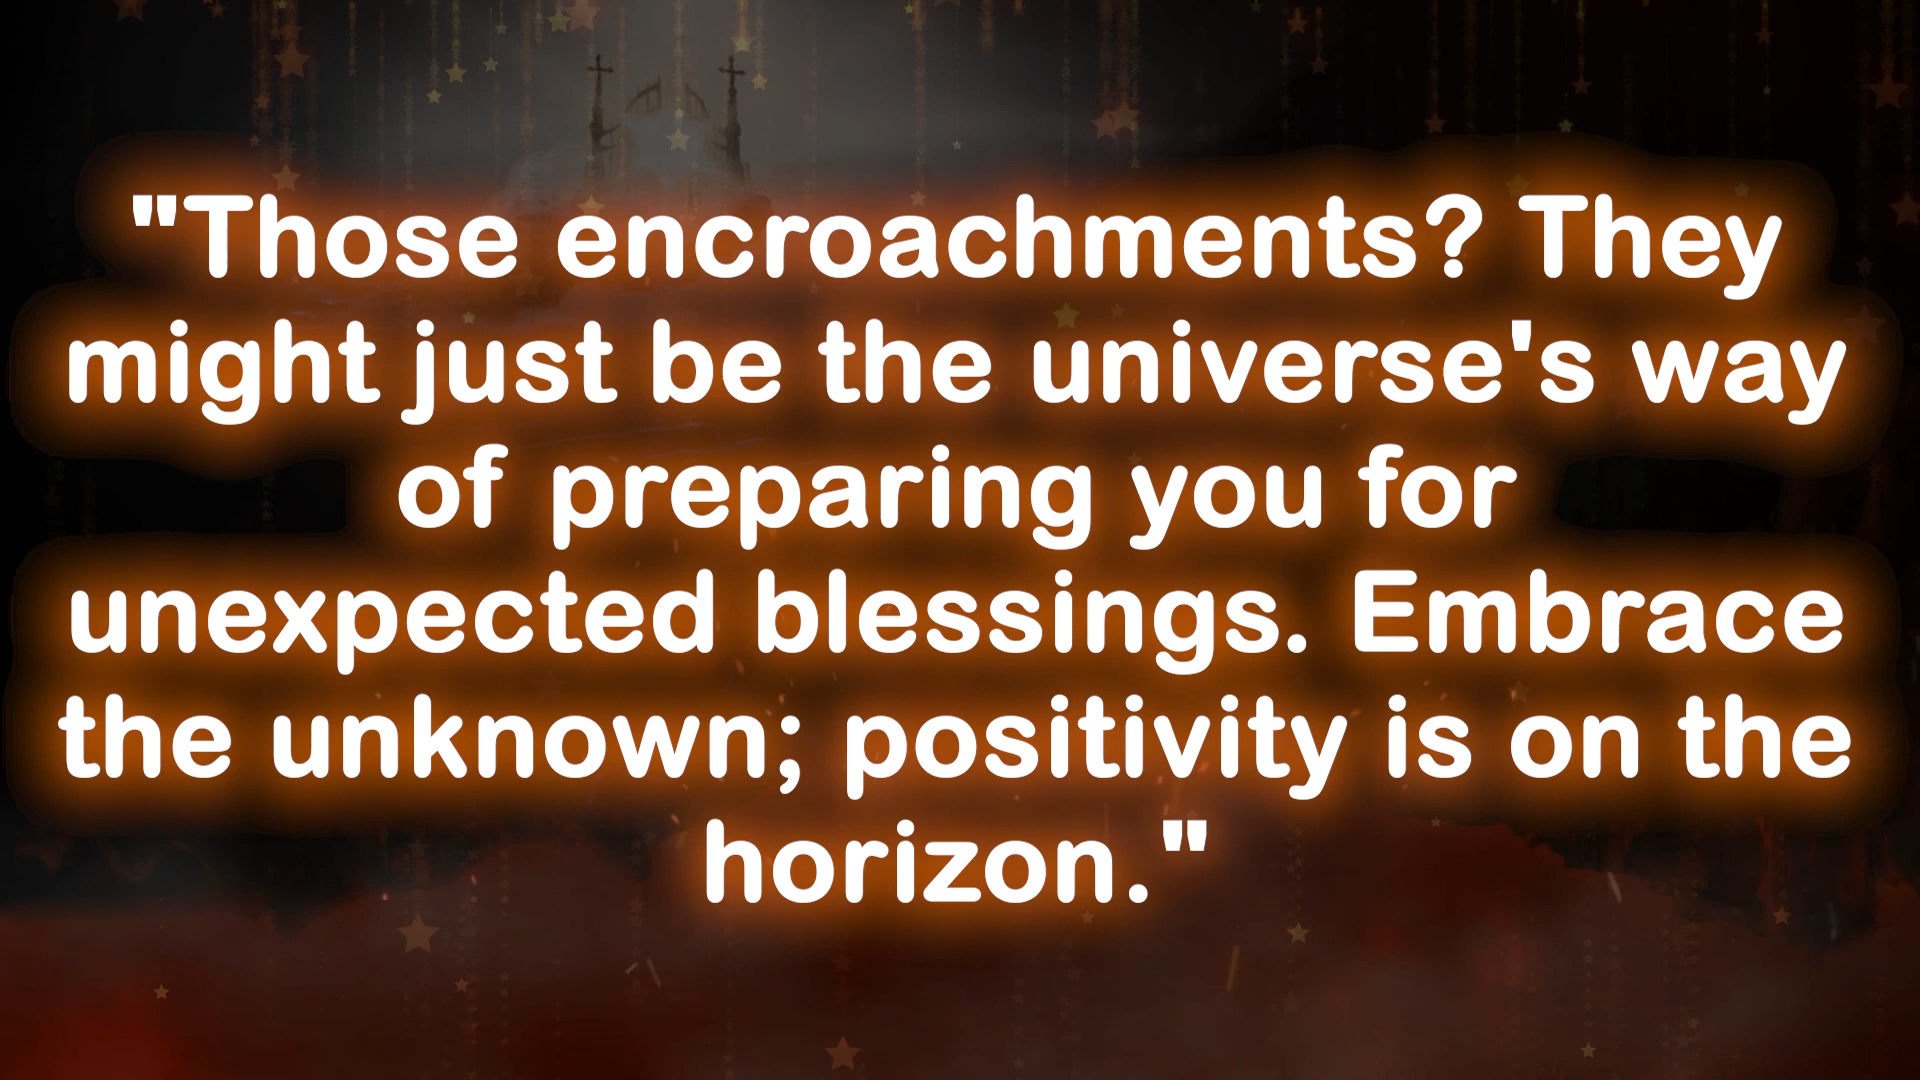 "Those encroachments? They
might just be the universe's way
of preparing you for
unexpected blessings. Embrace
the unknown; positivity is on the
horizon."